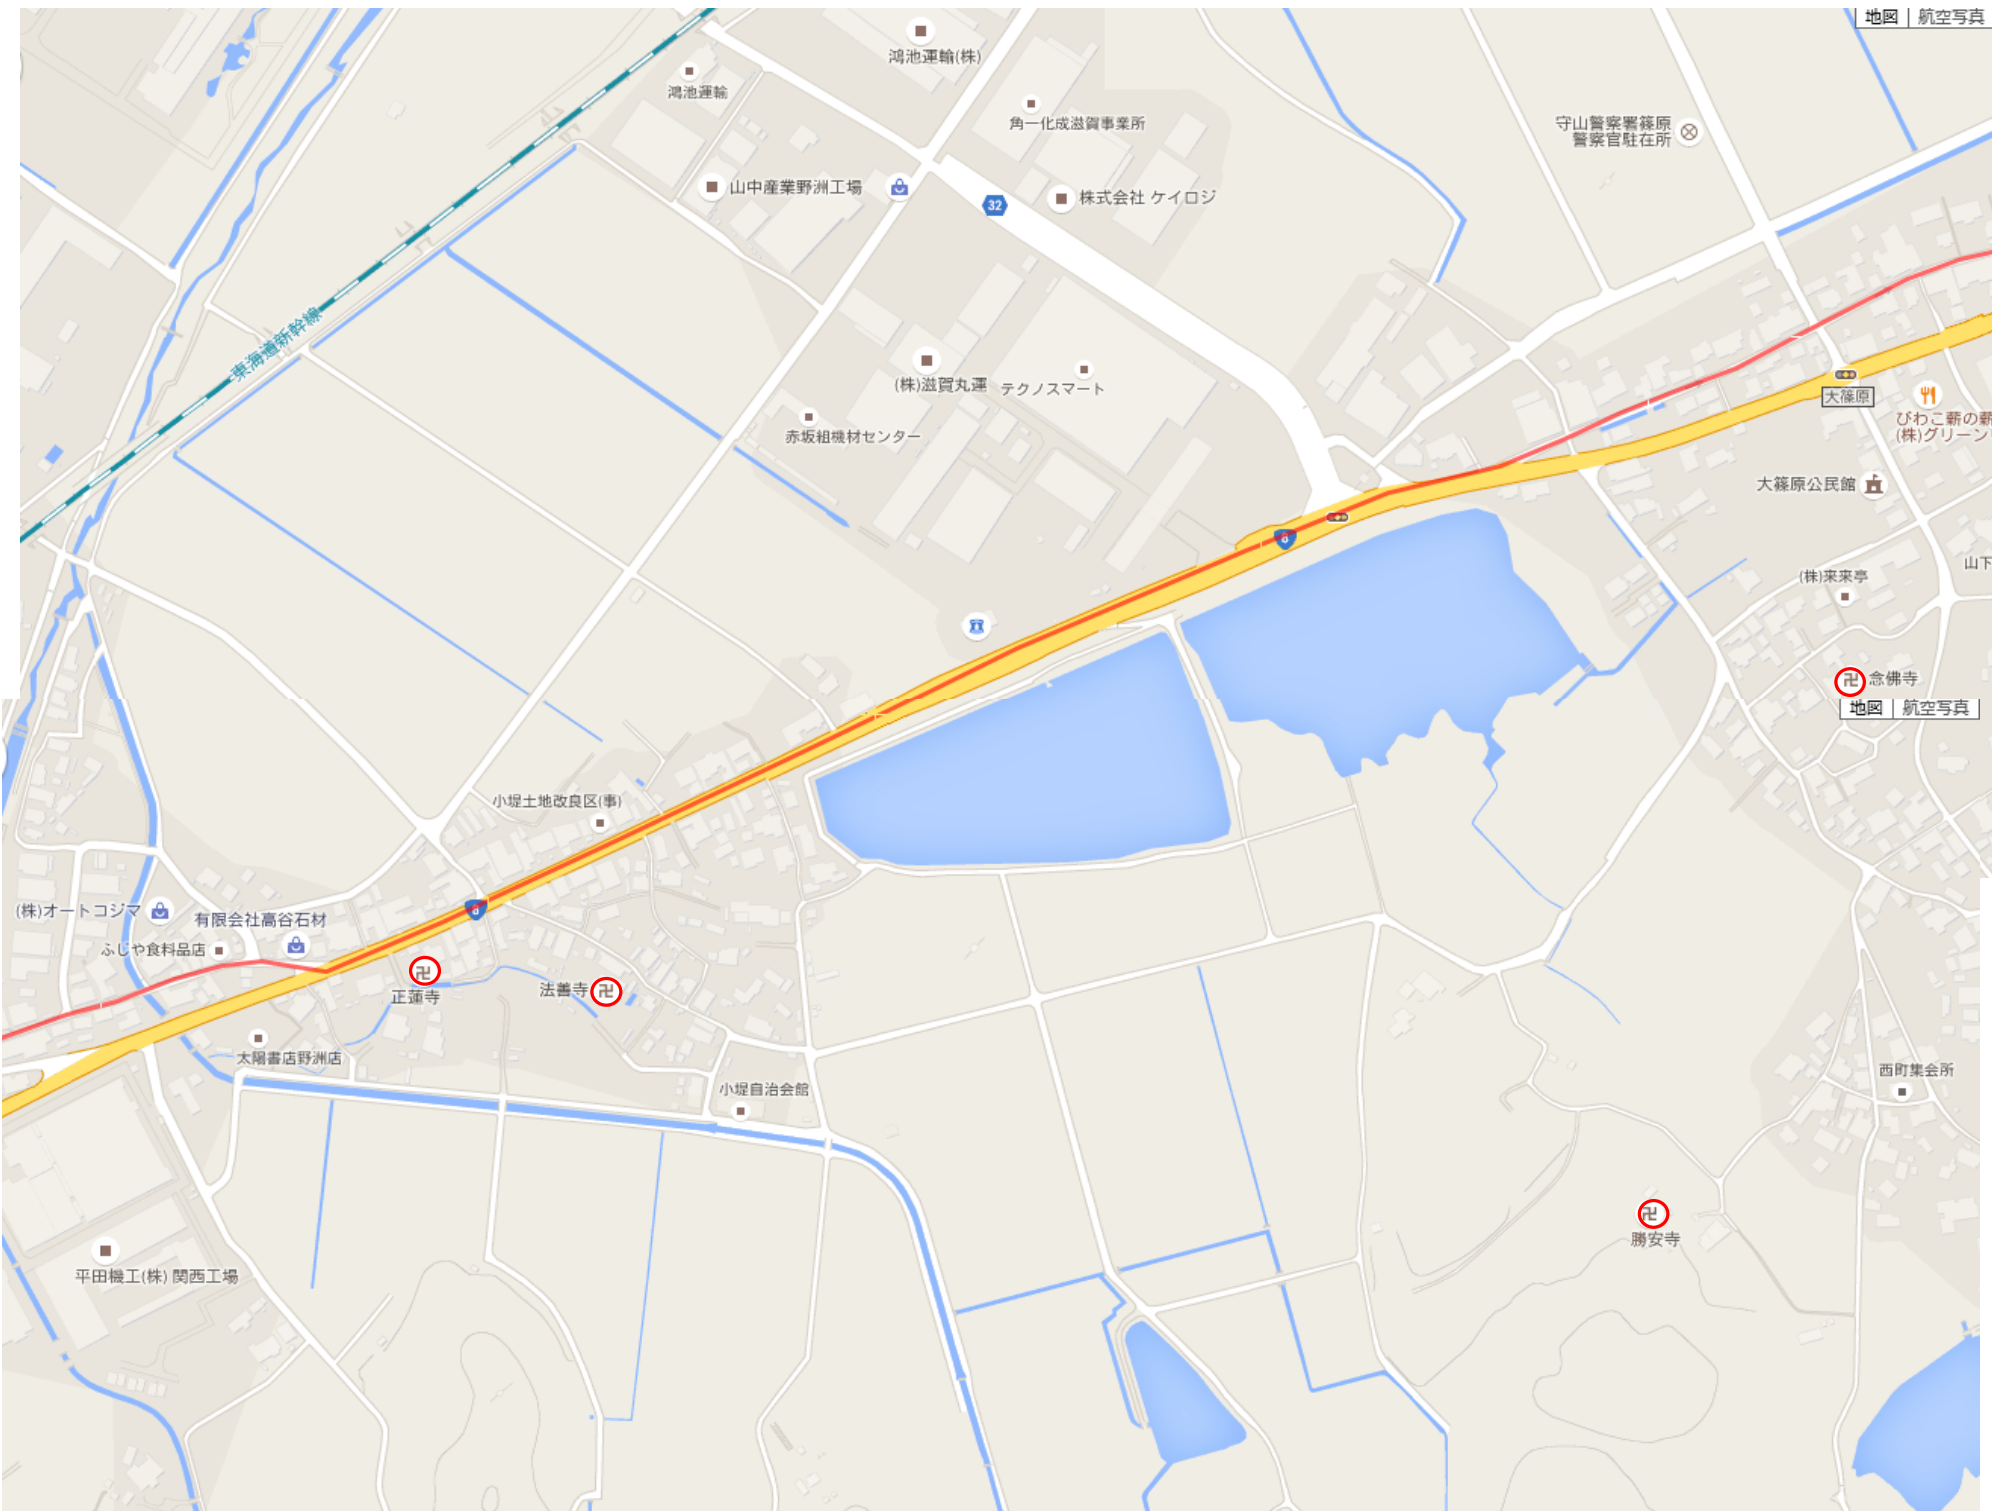 地図 | 航空写真
鴻池運輸(株)
鴻池運輸
角一化成滋賀事業所
守山警察署篠原
警察官駐在所
山中産業野洲工場
32
株式会社 ケイロジ
東海道新幹線
(株)滋賀丸運
テクノスマート
赤坂組機材センター
大篠原
びわこ薪の薪
(株)グリーン
大篠原公民館
8
山下
(株)来来亭
卍 念佛寺
地図 | 航空写真
小堤土地改良区(事)
(株)オートコジマ
有限会社高谷石材
8
ふじや食料品店
卍
正蓮寺
法善寺 卍
太陽書店野洲店
小堤自治会館
西町集会所
卍
勝安寺
平田機工(株) 関西工場